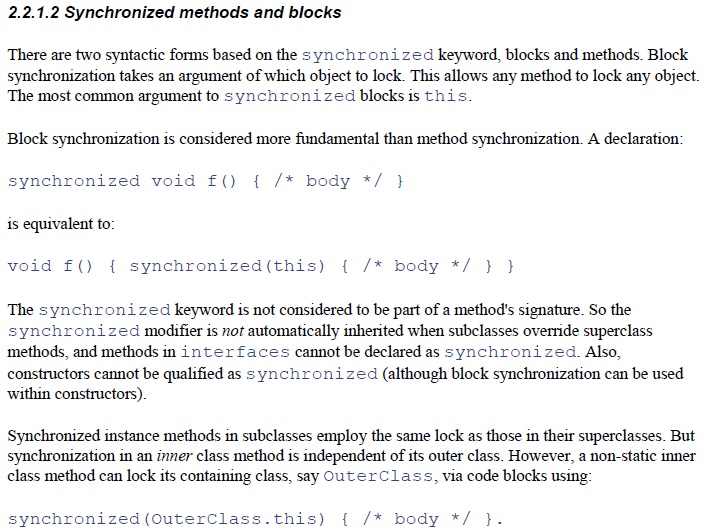 2.2.1.2 Synchronized methods and blocks
There are two syntactic forms based on the synchronized keyword, blocks and methods. Block
synchronization takes an argument of which object to lock. This allows any method to lock any object.
The most common argument to synchronized blocks is this.
Block synchronization is considered more fundamental than method synchronization. A declaration:
synchronized void f() { /* body */ }
is equivalent to:
void f() { synchronized(this) { /* body */ } }
The synchronized keyword is not considered to be part of a method's signature. So the
synchronized modifier is not automatically inherited when subclasses override superclass
methods, and methods in interfaces cannot be declared as synchronized. Also,
constructors cannot be qualified as synchronized (although block synchronization can be used
within constructors).
Synchronized instance methods in subclasses employ the same lock as those in their superclasses. But
synchronization in an inner class method is independent of its outer class. However, a non-static inner
class method can lock its containing class, say OuterClass, via code blocks using:
synchronized(OuterClass.this) { /* body */ }.